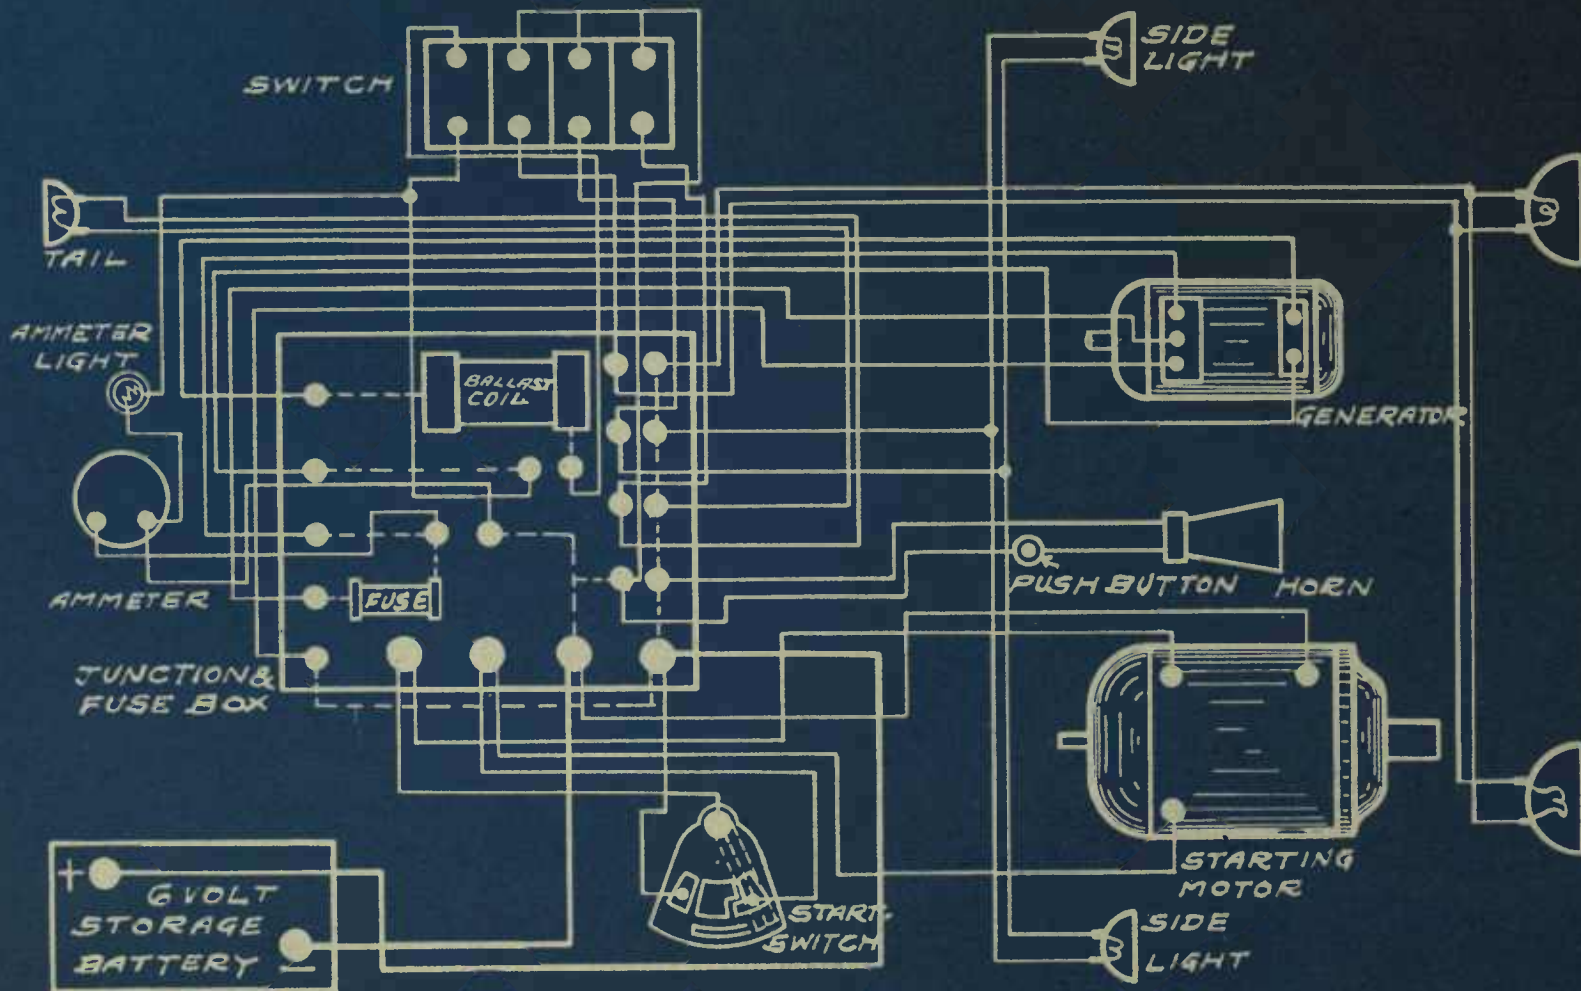 SWITCH
SIDE
LIGHT
TAIL
AMMETER
LIGHT
BALLAST
COIL
GENERATOR
FUSE
AMMETER
PUSH BUTTON
HORN
JUNCTION &
FUSE BOX
+
6 VOLT
STORAGE
BATTERY
—
START.
SWITCH
STARTING
MOTOR
SIDE
LIGHT